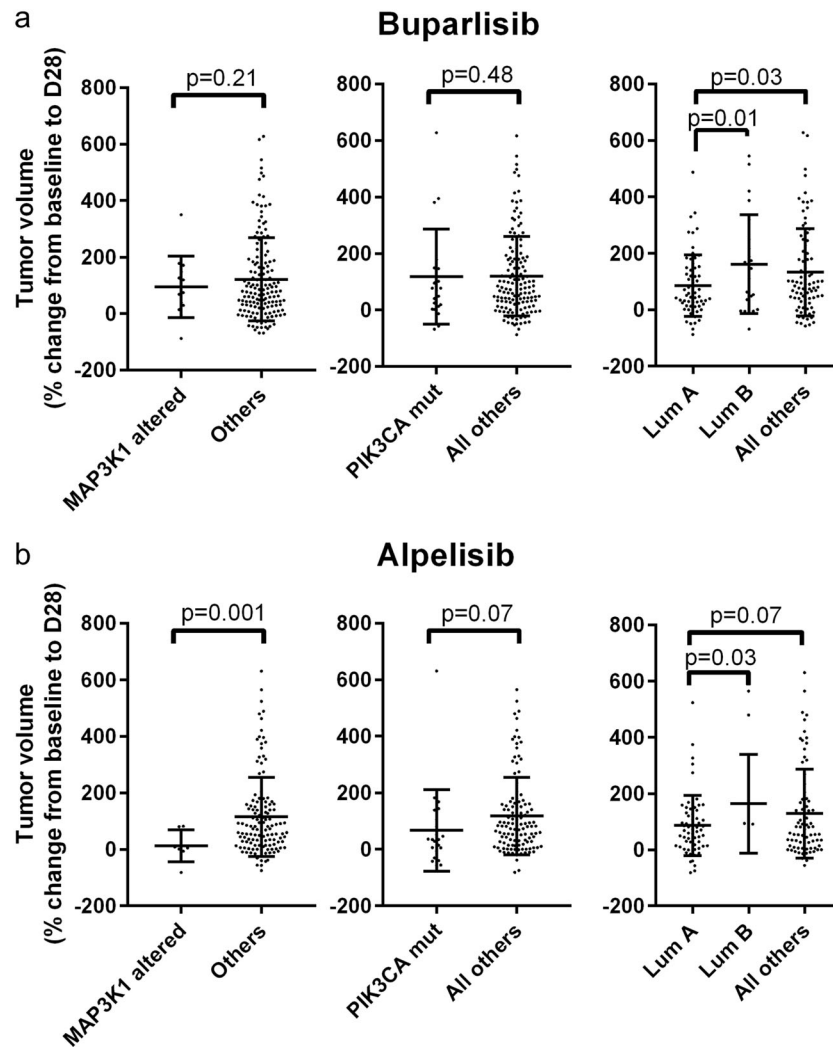 a
Buparlisib
Tumor volume
(% change from baseline to D28)
800
600
400
200
0
-200
p=0.21
MAP3K1 altered
Others
800
600
400
200
0
-200
p=0.48
PIK3CA mut
All others
800
600
400
200
0
-200
p=0.03
p=0.01
Lum A
Lum B
All others
b
Alpelisib
Tumor volume
(% change from baseline to D28)
800
600
400
200
0
-200
p=0.001
MAP3K1 altered
Others
800
600
400
200
0
-200
p=0.07
PIK3CA mut
All others
800
600
400
200
0
-200
p=0.07
p=0.03
Lum A
Lum B
All others